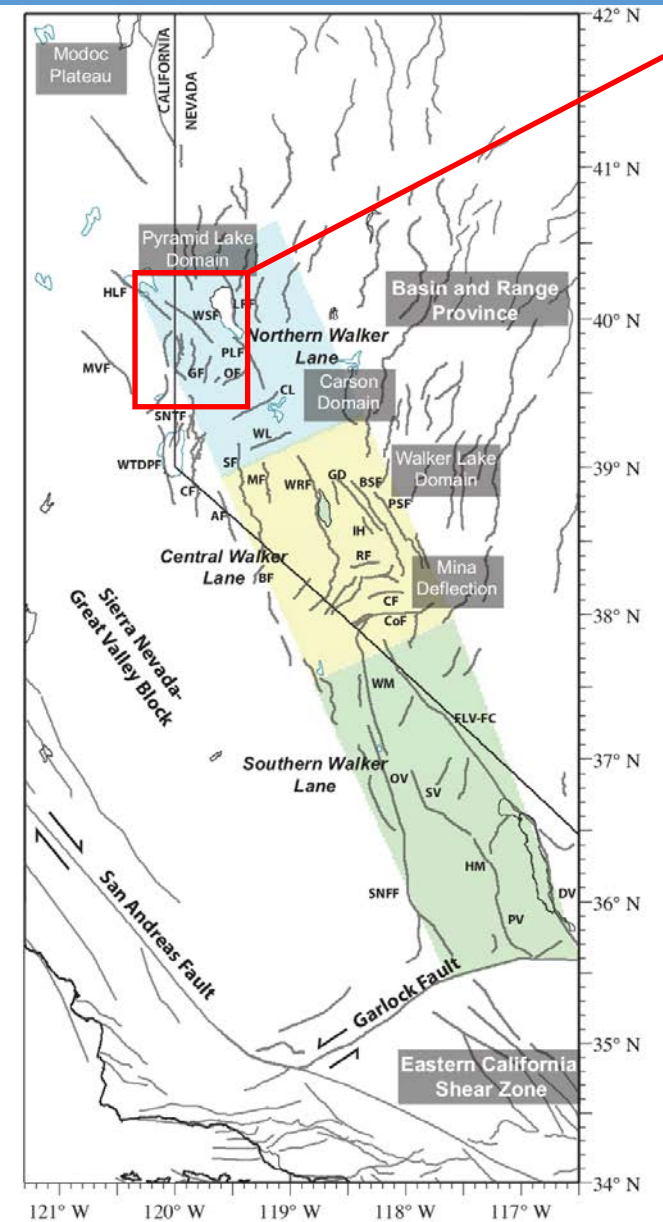 42° N
Modoc
Plateau
CALIFORNIA
NEVADA
41° N
Pyramid Lake
Domain
Basin and Range
Province
HLF
LPF
WSF
40° N
Northern Walker
Lane
PLF
MVF
GF
OF
Carson
Domain
CL
SNTF
WL
Walker Lake
Domain
WTDPF
SF
39° N
MF
WRF
GD
BSF
CF
PSF
AF
IH
Central Walker
Lane
RF
Mina
Deflection
BF
CF
38° N
CoF
Sierra Nevada-
Great Valley Block
WM
FLV-FC
Southern Walker
Lane
37° N
OV
SV
HM
SNFF
DV
36° N
PV
San Andreas Fault
Garlock Fault
35° N
Eastern California
Shear Zone
34° N
121° W
120° W
119° W
118° W
117° W